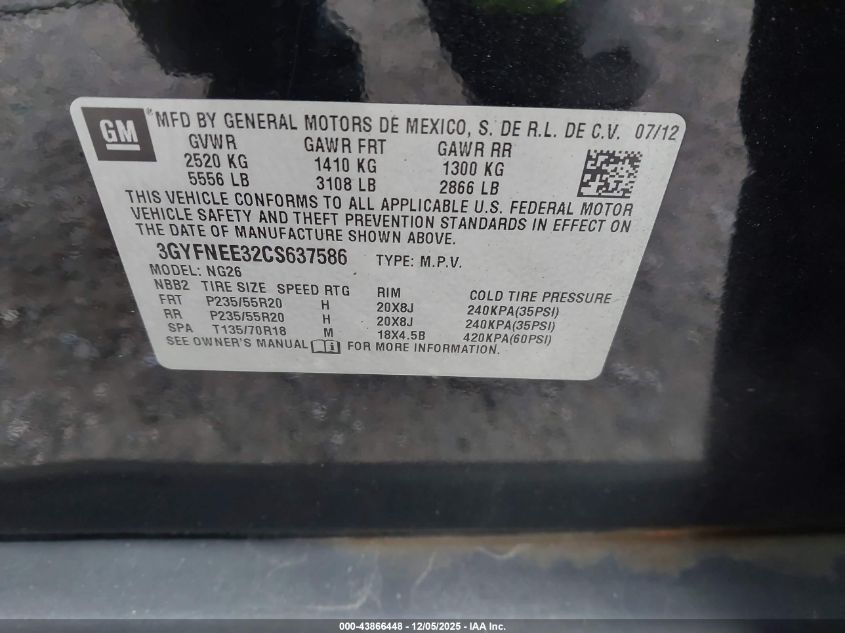 GM
MFD BY GENERAL MOTORS DE MEXICO, S. DE R.L. DE C.V. 07/12
GVWR GAWR FRT GAWR RR
2520 KG 1410 KG 1300 KG
5556 LB 3108 LB 2866 LB
THIS VEHICLE CONFORMS TO ALL APPLICABLE U.S. FEDERAL MOTOR
VEHICLE SAFETY AND THEFT PREVENTION STANDARDS IN EFFECT ON
THE DATE OF MANUFACTURE SHOWN ABOVE.
3GYFNEE32CS637586 TYPE: M.P.V.
MODEL: NG26
NBB2 TIRE SIZE SPEED RTG RIM COLD TIRE PRESSURE
FRT P235/55R20 H 20X8J 240KPA(35PSI)
RR P235/55R20 H 20X8J 240KPA(35PSI)
SPA T135/70R18 M 18X4.5B 420KPA(60PSI)
SEE OWNER'S MANUAL FOR MORE INFORMATION.
000-43866448 - 12/05/2025 - IAA Inc.